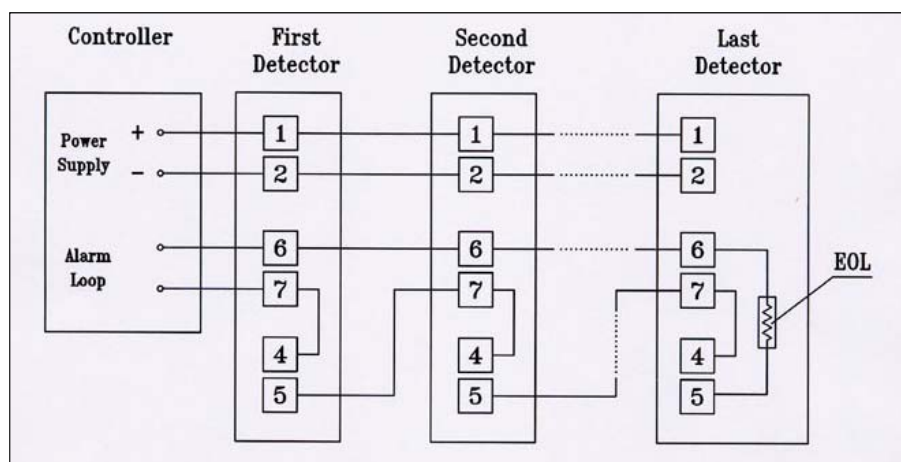 Controller
First
Detector
Second
Detector
Last
Detector
Power
Supply
+
-
Alarm
Loop
1
2
6
7
4
5
1
2
6
7
4
5
1
2
6
7
4
5
EOL